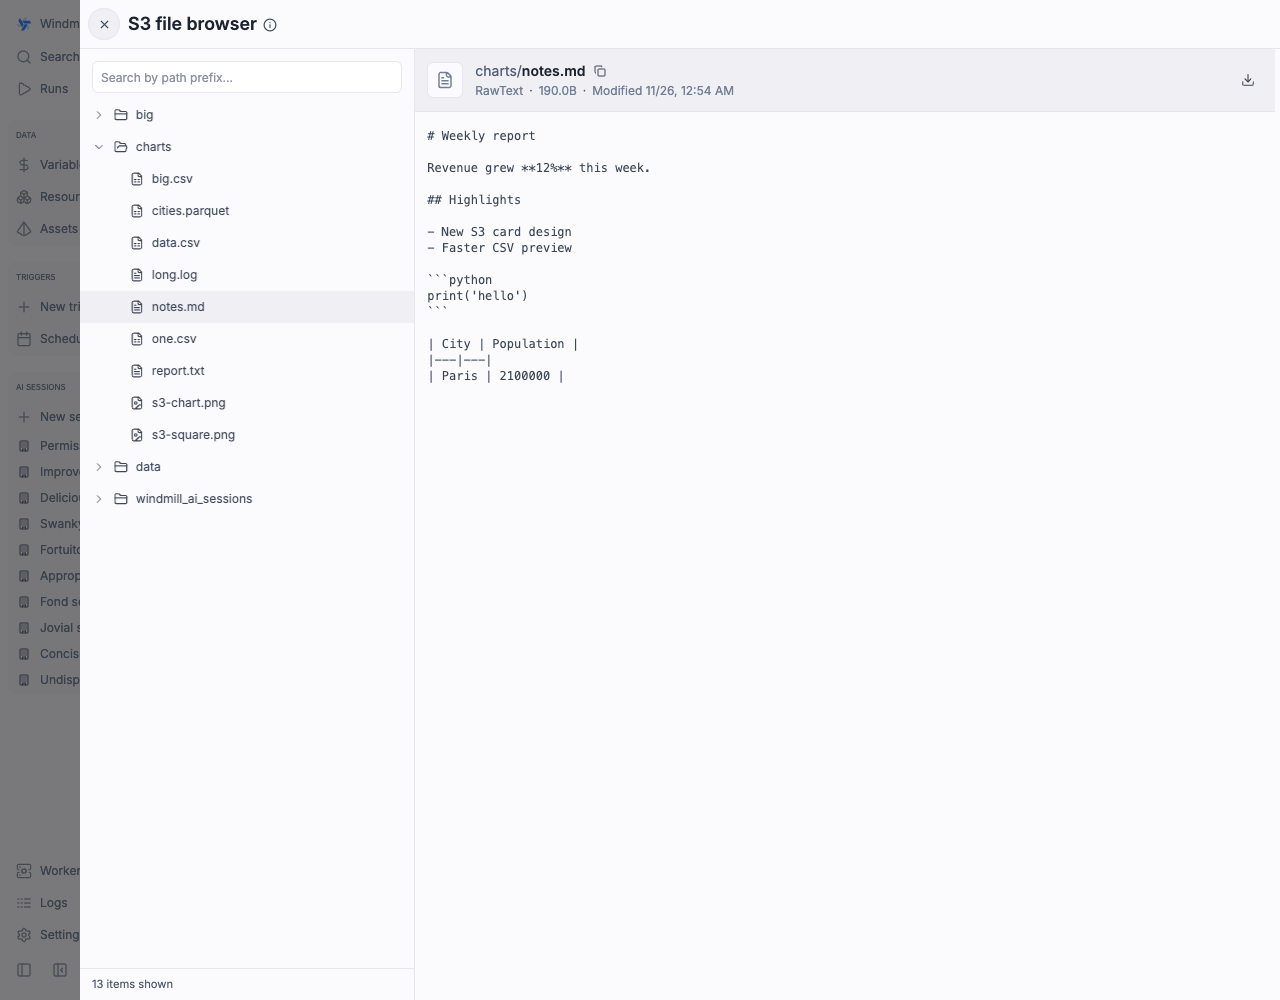 S3 file browser
Windm
Search
Runs
DATA
Variabl
Resour
Assets
TRIGGERS
New tri
Schedu
AI SESSIONS
New se
Permis
Improv
Delicio
Swanky
Fortuito
Approp
Fond se
Jovial s
Concis
Undisp
Worker
Logs
Setting
Search by path prefix...
big
charts
big.csv
cities.parquet
data.csv
long.log
notes.md
one.csv
report.txt
s3-chart.png
s3-square.png
data
windmill_ai_sessions
13 items shown
charts/notes.md
RawText · 190.0B · Modified 11/26, 12:54 AM
# Weekly report
Revenue grew **12%** this week.
## Highlights
- New S3 card design
- Faster CSV preview
```python
print('hello')
```
| City | Population |
|---|---|
| Paris | 2100000 |